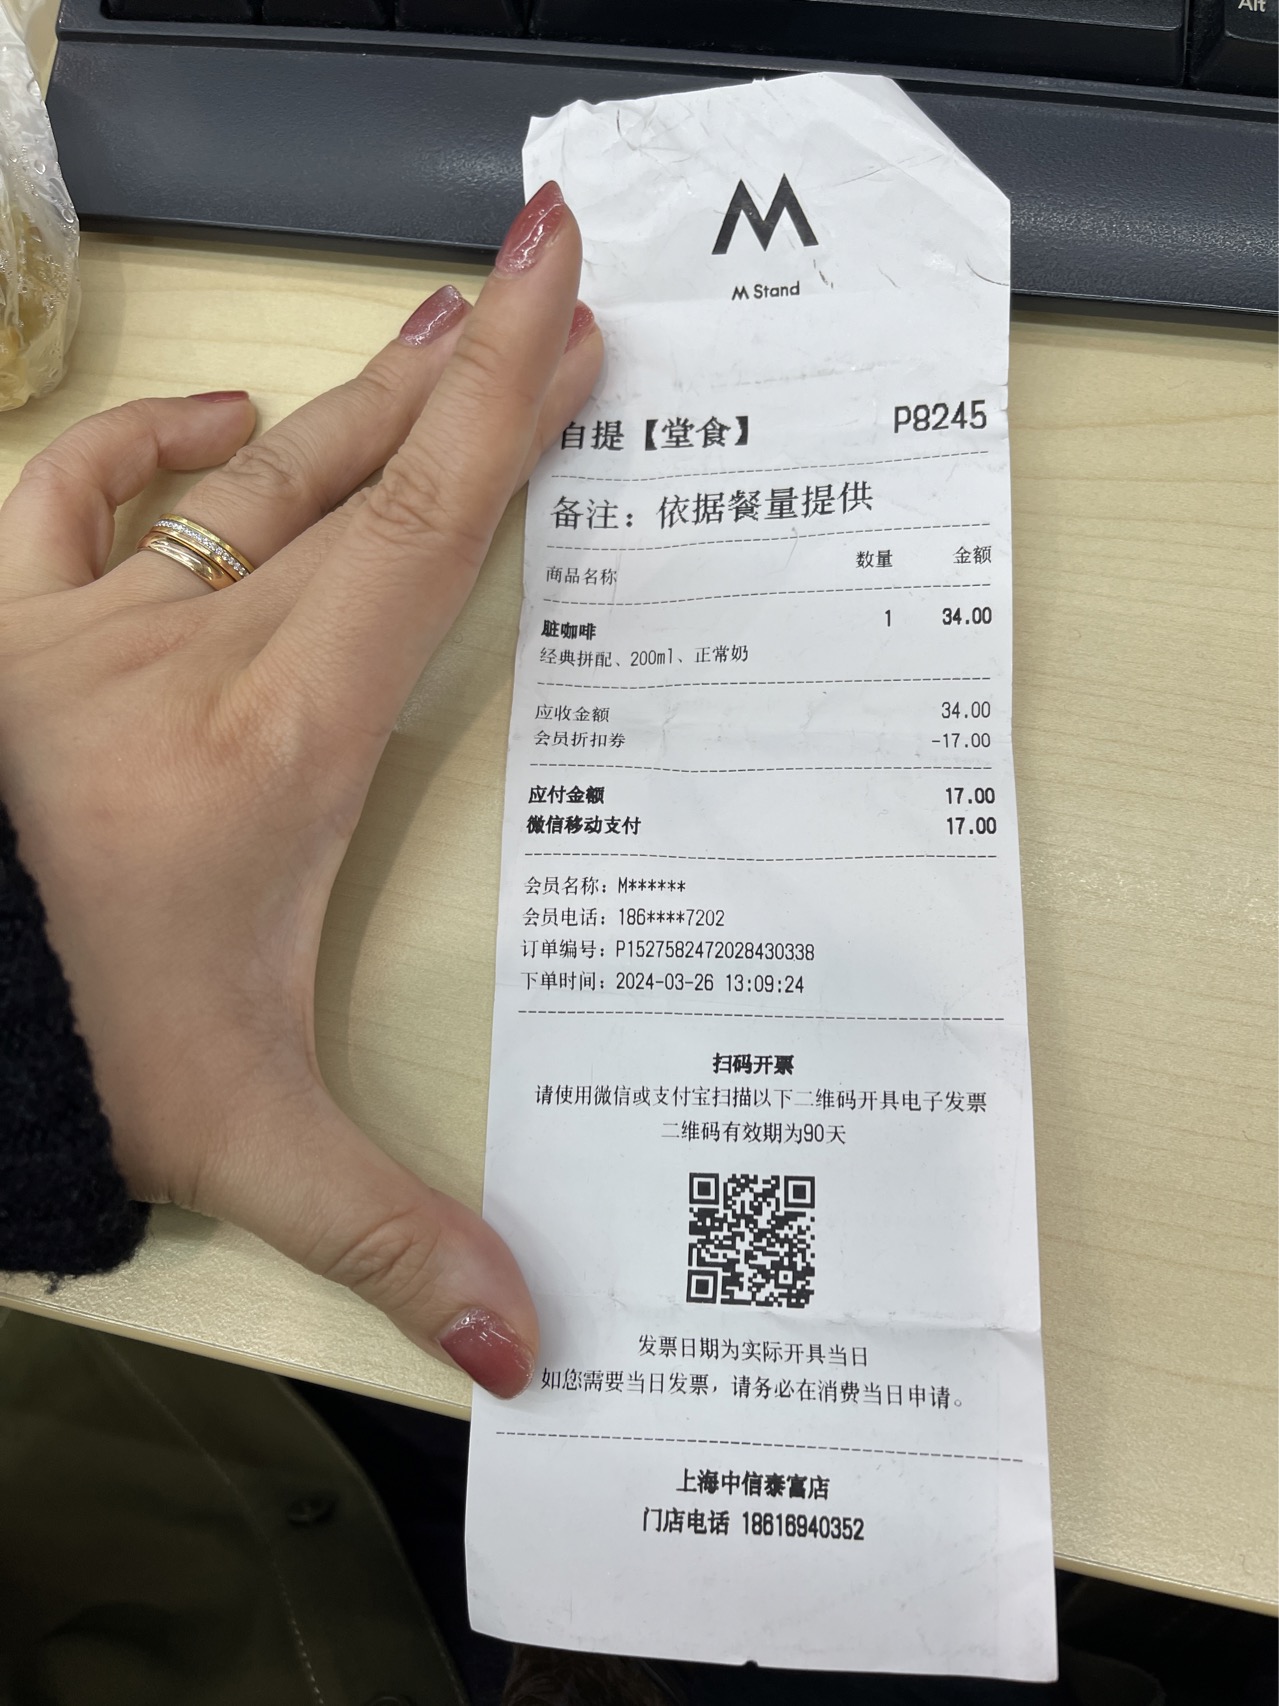 Alt
M
M Stand
自提【堂食】 P8245
备注：依据餐量提供
商品名称 数量 金额
脏咖啡 1 34.00
经典拼配、200ml、正常奶
应收金额 34.00
会员折扣券 -17.00
应付金额 17.00
微信移动支付 17.00
会员名称：M******
会员电话：186****7202
订单编号：P1527582472028430338
下单时间：2024-03-26 13:09:24
扫码开票
请使用微信或支付宝扫描以下二维码开具电子发票
二维码有效期为90天
发票日期为实际开具当日
如您需要当日发票，请务必在消费当日申请。
上海中信泰富店
门店电话 18616940352